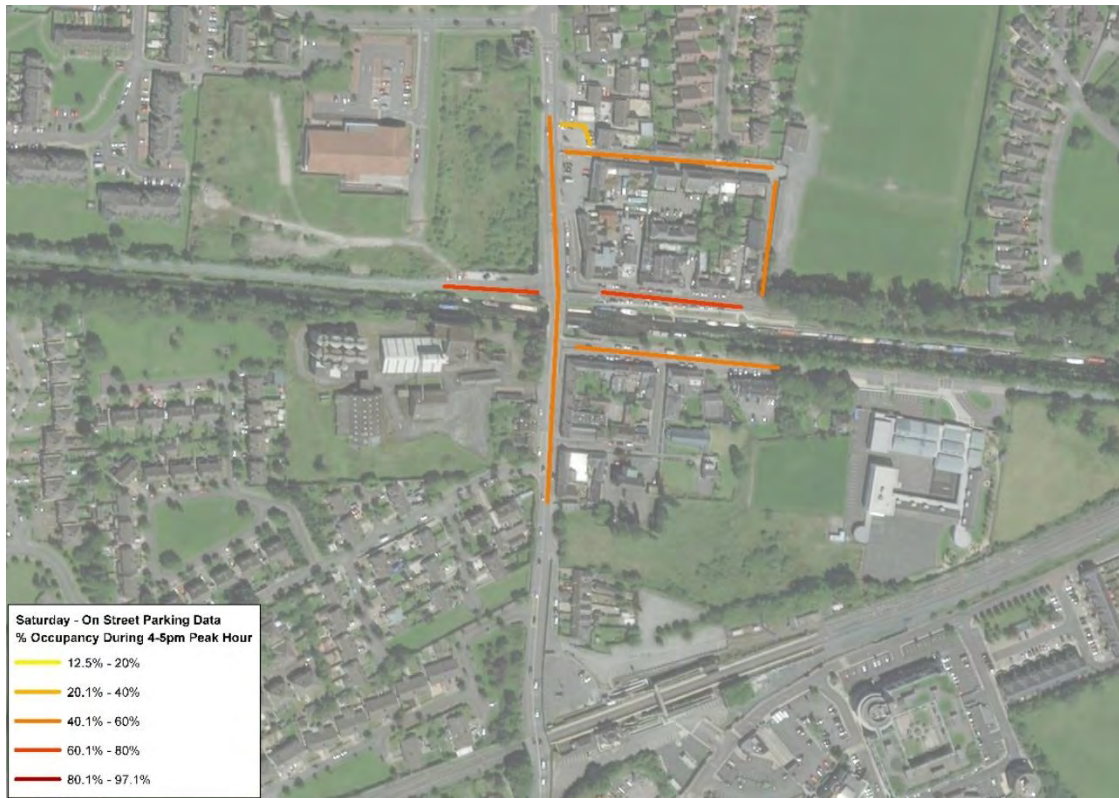 Saturday - On Street Parking Data
% Occupancy During 4-5pm Peak Hour
12.5% - 20%
20.1% - 40%
40.1% - 60%
60.1% - 80%
80.1% - 97.1%